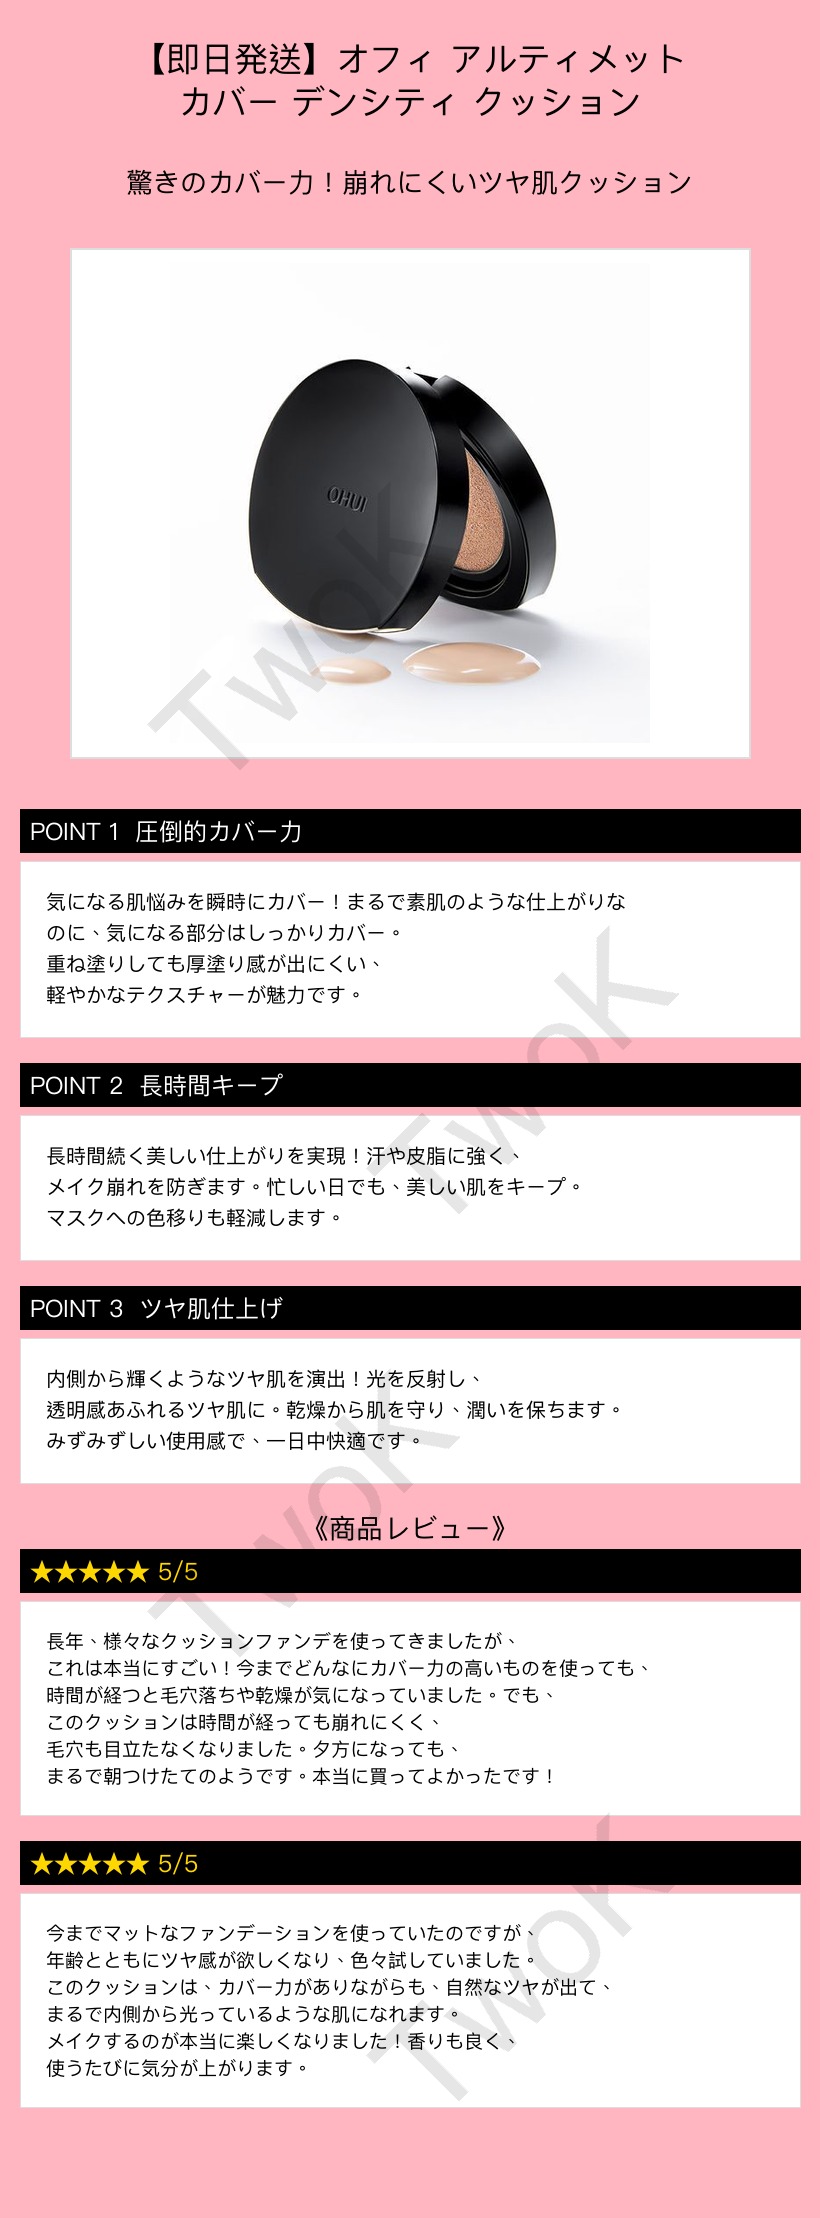 【即日発送】オフィ アルティメット
カバー デンシティ クッション
驚きのカバー力！崩れにくいツヤ肌クッション
OHUI
TwoK
POINT 1 圧倒的カバー力
気になる肌悩みを瞬時にカバー！まるで素肌のような仕上がりな
のに、気になる部分はしっかりカバー。
重ね塗りしても厚塗り感が出にくい、
軽やかなテクスチャーが魅力です。
TwoK
POINT 2 長時間キープ
長時間続く美しい仕上がりを実現！汗や皮脂に強く、
メイク崩れを防ぎます。忙しい日でも、美しい肌をキープ。
マスクへの色移りも軽減します。
POINT 3 ツヤ肌仕上げ
内側から輝くようなツヤ肌を演出！光を反射し、
透明感あふれるツヤ肌に。乾燥から肌を守り、潤いを保ちます。
みずみずしい使用感で、一日中快適です。
TwoK
《商品レビュー》
★★★★★ 5/5
長年、様々なクッションファンデを使ってきましたが、
これは本当にすごい！今までどんなにカバー力の高いものを使っても、
時間が経つと毛穴落ちや乾燥が気になっていました。でも、
このクッションは時間が経っても崩れにくく、
毛穴も目立たなくなりました。夕方になっても、
まるで朝つけたてのようです。本当に買ってよかったです！
★★★★★ 5/5
今までマットなファンデーションを使っていたのですが、
年齢とともにツヤ感が欲しくなり、色々試していました。
このクッションは、カバー力がありながらも、自然なツヤが出て、
まるで内側から光っているような肌になれます。
メイクするのが本当に楽しくなりました！香りも良く、
使うたびに気分が上がります。
TwoK